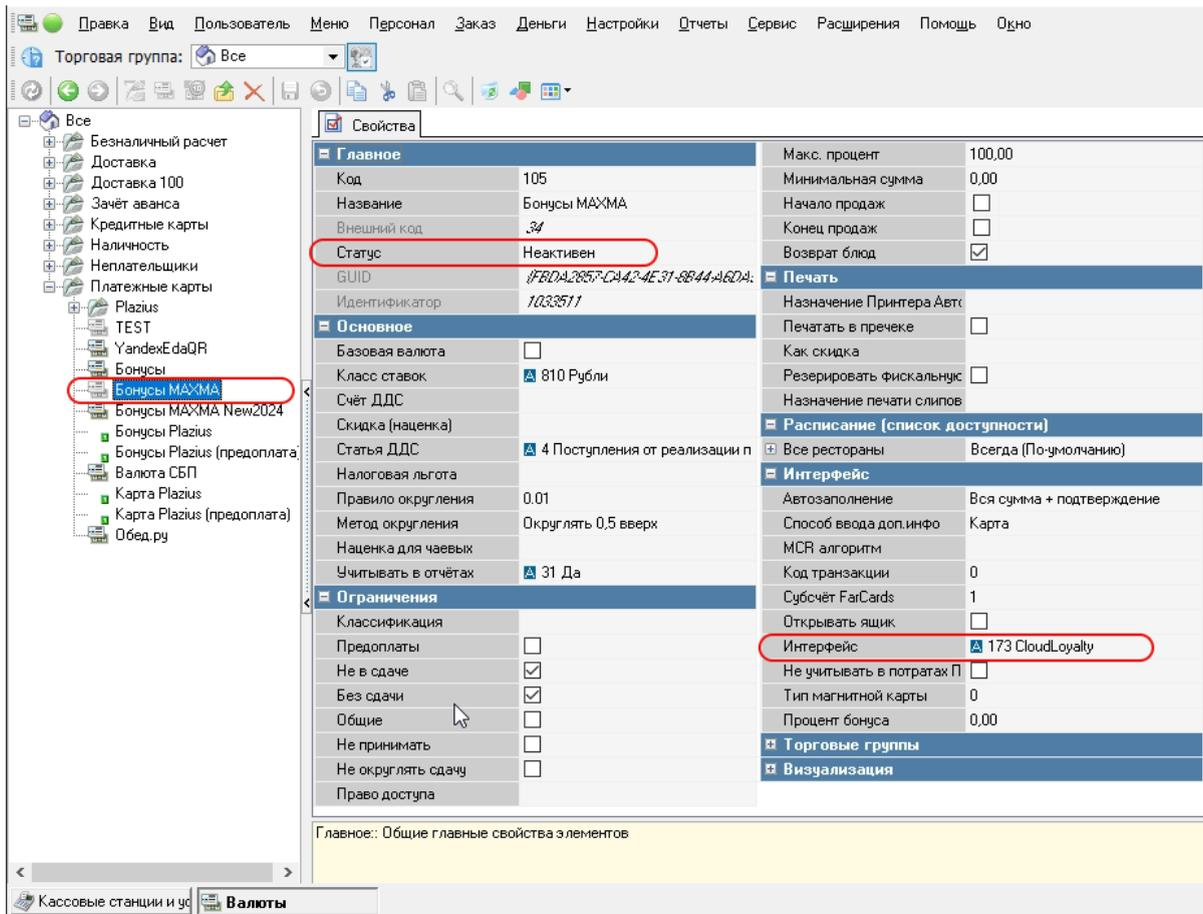 Правка Вид Пользователь Меню Персонал Заказ Деньги Настройки Отчеты Сервис Расширения Помощь Окно
Торговая группа: Все
Все
Безналичный расчет
Доставка
Доставка 100
Зачёт аванса
Кредитные карты
Наличность
Неплательщики
Платежные карты
Plazius
TEST
YandexEdaQR
Бонусы
Бонусы MAXMA
Бонусы MAXMA New2024
Бонусы Plazius
Бонусы Plazius (предоплата)
Валюта СБП
Карта Plazius
Карта Plazius (предоплата)
Обед.ру
Свойства
Главное
Код 105
Название Бонусы MAXMA
Внешний код 34
Статус Неактивен
GUID {FBDA2857-CA42-4E31-8B44-A6DA:
Идентификатор 1033511
Основное
Базовая валюта
Класс ставок 810 Рубли
Счёт ДДС
Скидка (наценка)
Статья ДДС 4 Поступления от реализации п
Налоговая льгота
Правило округления 0.01
Метод округления Округлять 0,5 вверх
Наценка для чаевых
Учитывать в отчётах 31 Да
Ограничения
Классификация
Предоплаты
Не в сдаче
Без сдачи
Общие
Не принимать
Не округлять сдачу
Право доступа
Макс. процент 100,00
Минимальная сумма 0,00
Начало продаж
Конец продаж
Возврат блюд
Печать
Назначение Принтера Авто
Печатать в пречеке
Как скидка
Резерировать фискальнук
Назначение печати слипов
Расписание (список доступности)
Все рестораны Всегда (По-умолчанию)
Интерфейс
Автозаполнение Вся сумма + подтверждение
Способ ввода доп.инфо Карта
MCR алгоритм
Код транзакции 0
Субсчёт FarCards 1
Открывать ящик
Интерфейс 173 CloudLoyalty
Не учитывать в потратах П
Тип магнитной карты 0
Процент бонуса 0,00
Торговые группы
Визуализация
Главное:: Общие главные свойства элементов
Кассовые станции и ус Валюты